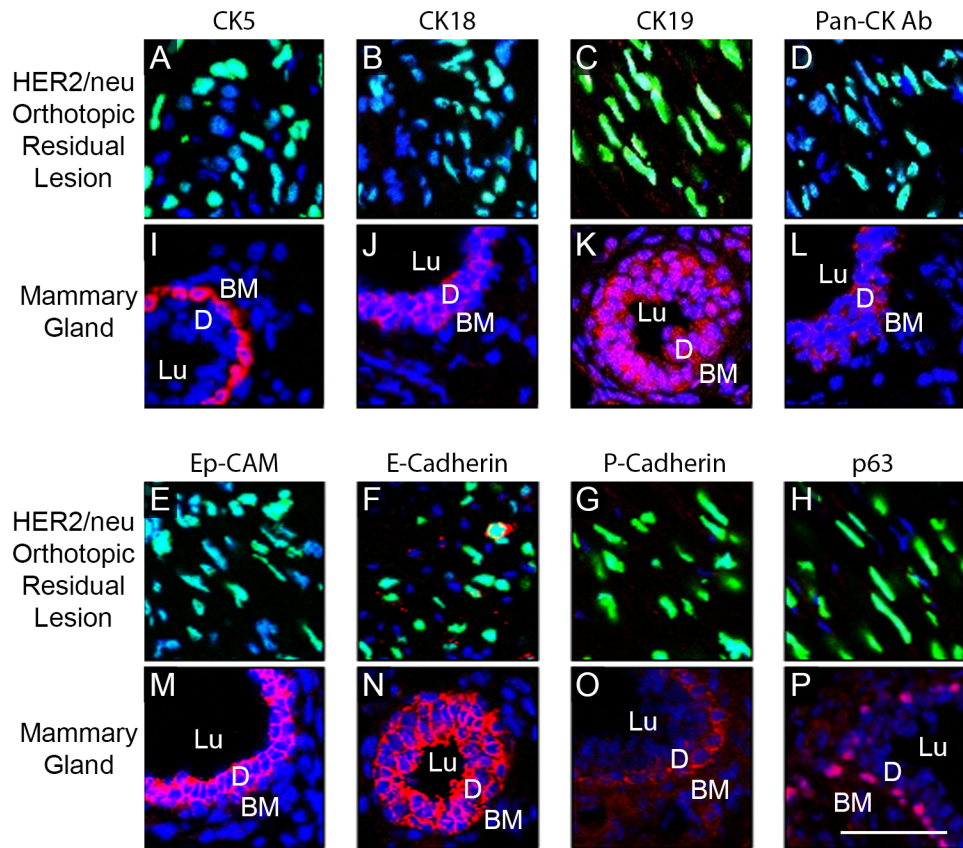 CK5 CK18 CK19 Pan-CK Ab
A B C D
HER2/neu
Orthotopic
Residual
Lesion
I J K L
Mammary
Gland
BM D Lu
Lu D BM
Lu D BM
Lu D BM
Ep-CAM E-Cadherin P-Cadherin p63
E F G H
HER2/neu
Orthotopic
Residual
Lesion
M N O P
Mammary
Gland
Lu D BM
Lu D BM
Lu D BM
Lu D BM